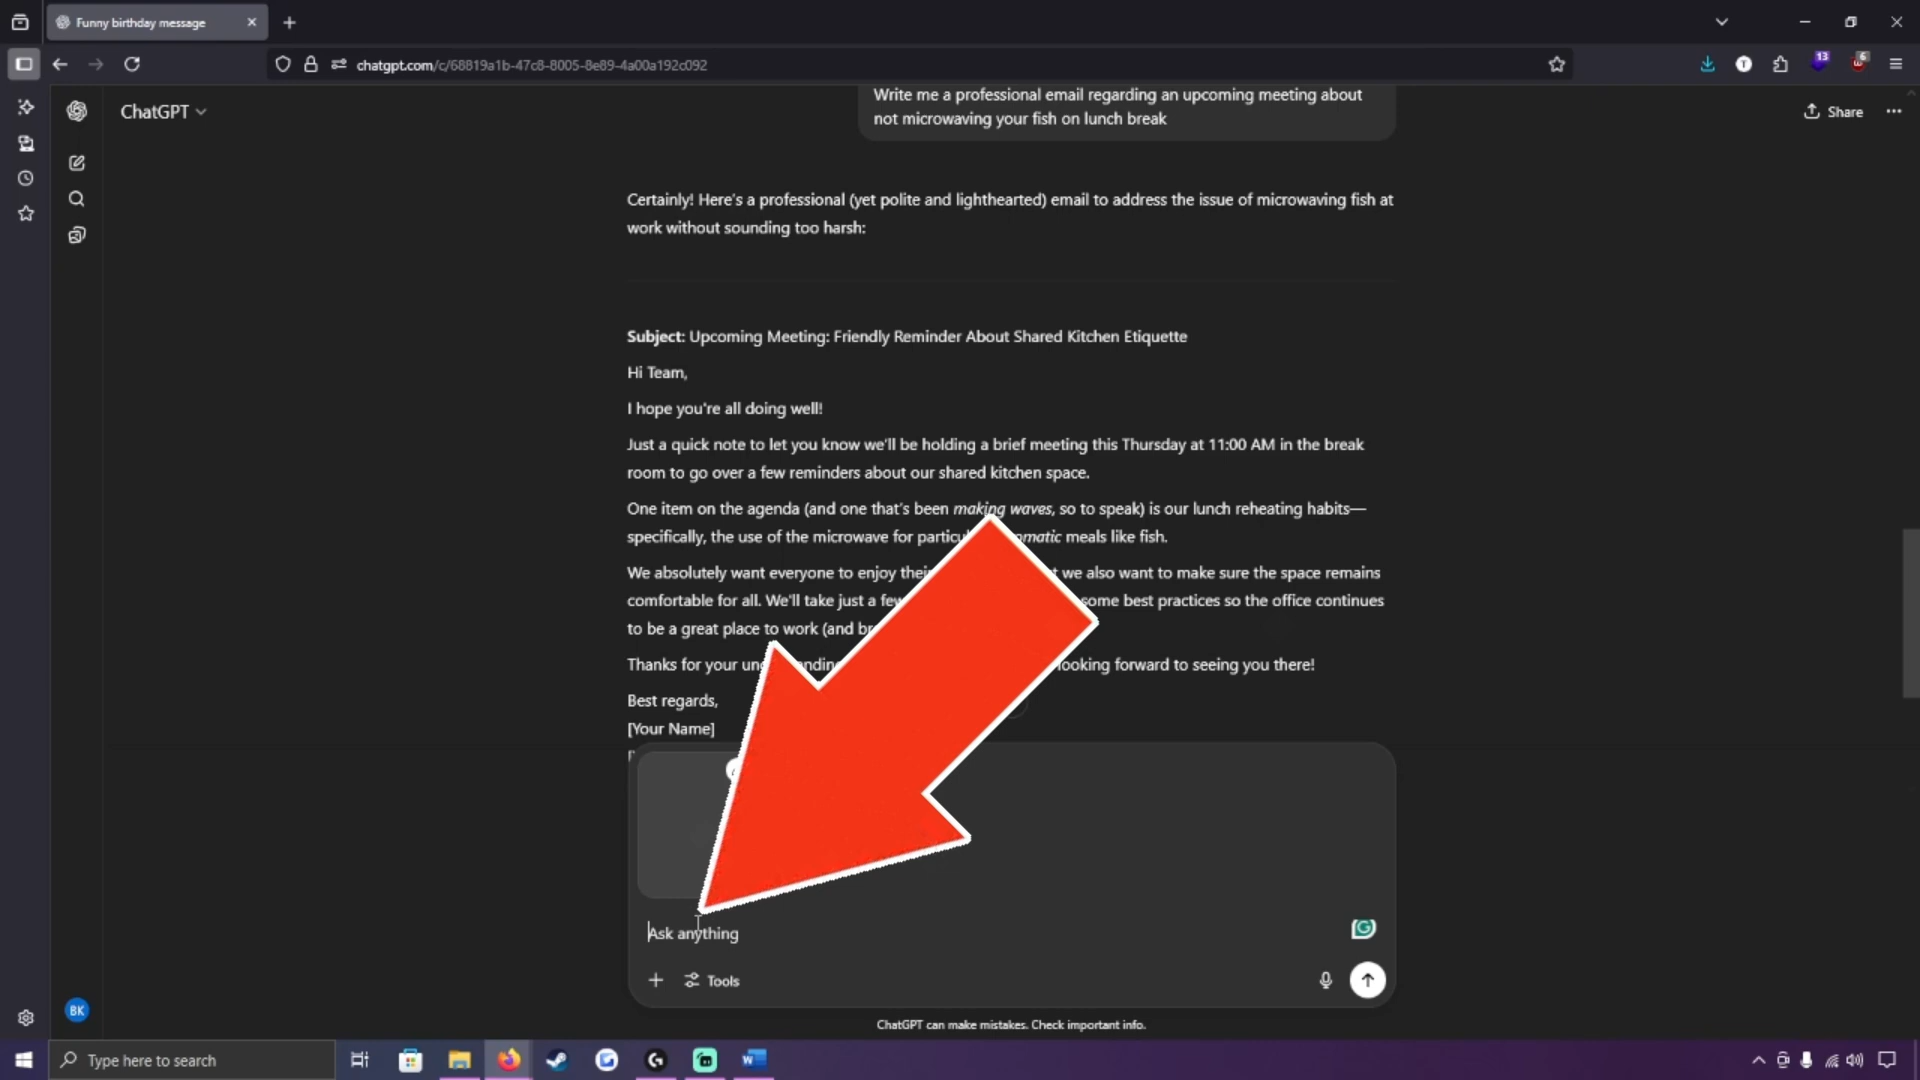 Funny birthday message
chatgpt.com/c/68819a1b-47c8-8005-8e89-4a00a192c092
13
6
ChatGPT
Share
Write me a professional email regarding an upcoming meeting about
not microwaving your fish on lunch break
Certainly! Here's a professional (yet polite and lighthearted) email to address the issue of microwaving fish at
work without sounding too harsh:
Subject: Upcoming Meeting: Friendly Reminder About Shared Kitchen Etiquette
Hi Team,
I hope you're all doing well!
Just a quick note to let you know we'll be holding a brief meeting this Thursday at 11:00 AM in the break
room to go over a few reminders about our shared kitchen space.
One item on the agenda (and one that's been making waves, so to speak) is our lunch reheating habits—
specifically, the use of the microwave for meals like fish.
We absolutely want everyone to enjoy we also want to make sure the space remains
comfortable for all. We'll take just a few some best practices so the office continues
to be a great place to work (and
Thanks for your looking forward to seeing you there!
Best regards,
[Your Name]
Ask anything
Tools
ChatGPT can make mistakes. Check important info.
BK
Type here to search